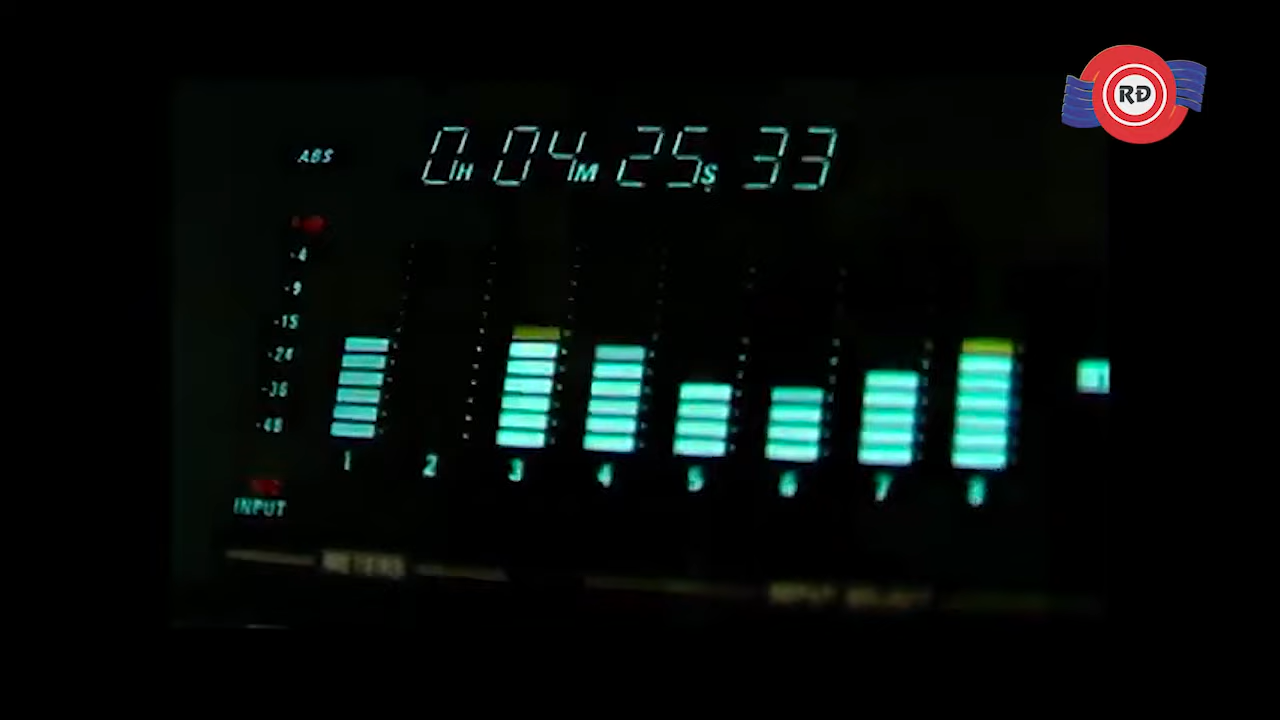 RD
ABS 0H 04M 25S 33
-4
-9
-15
-24
-36
-48
1 2 3 4 5 6 7 8
INPUT
METERS
INPUT SELECT